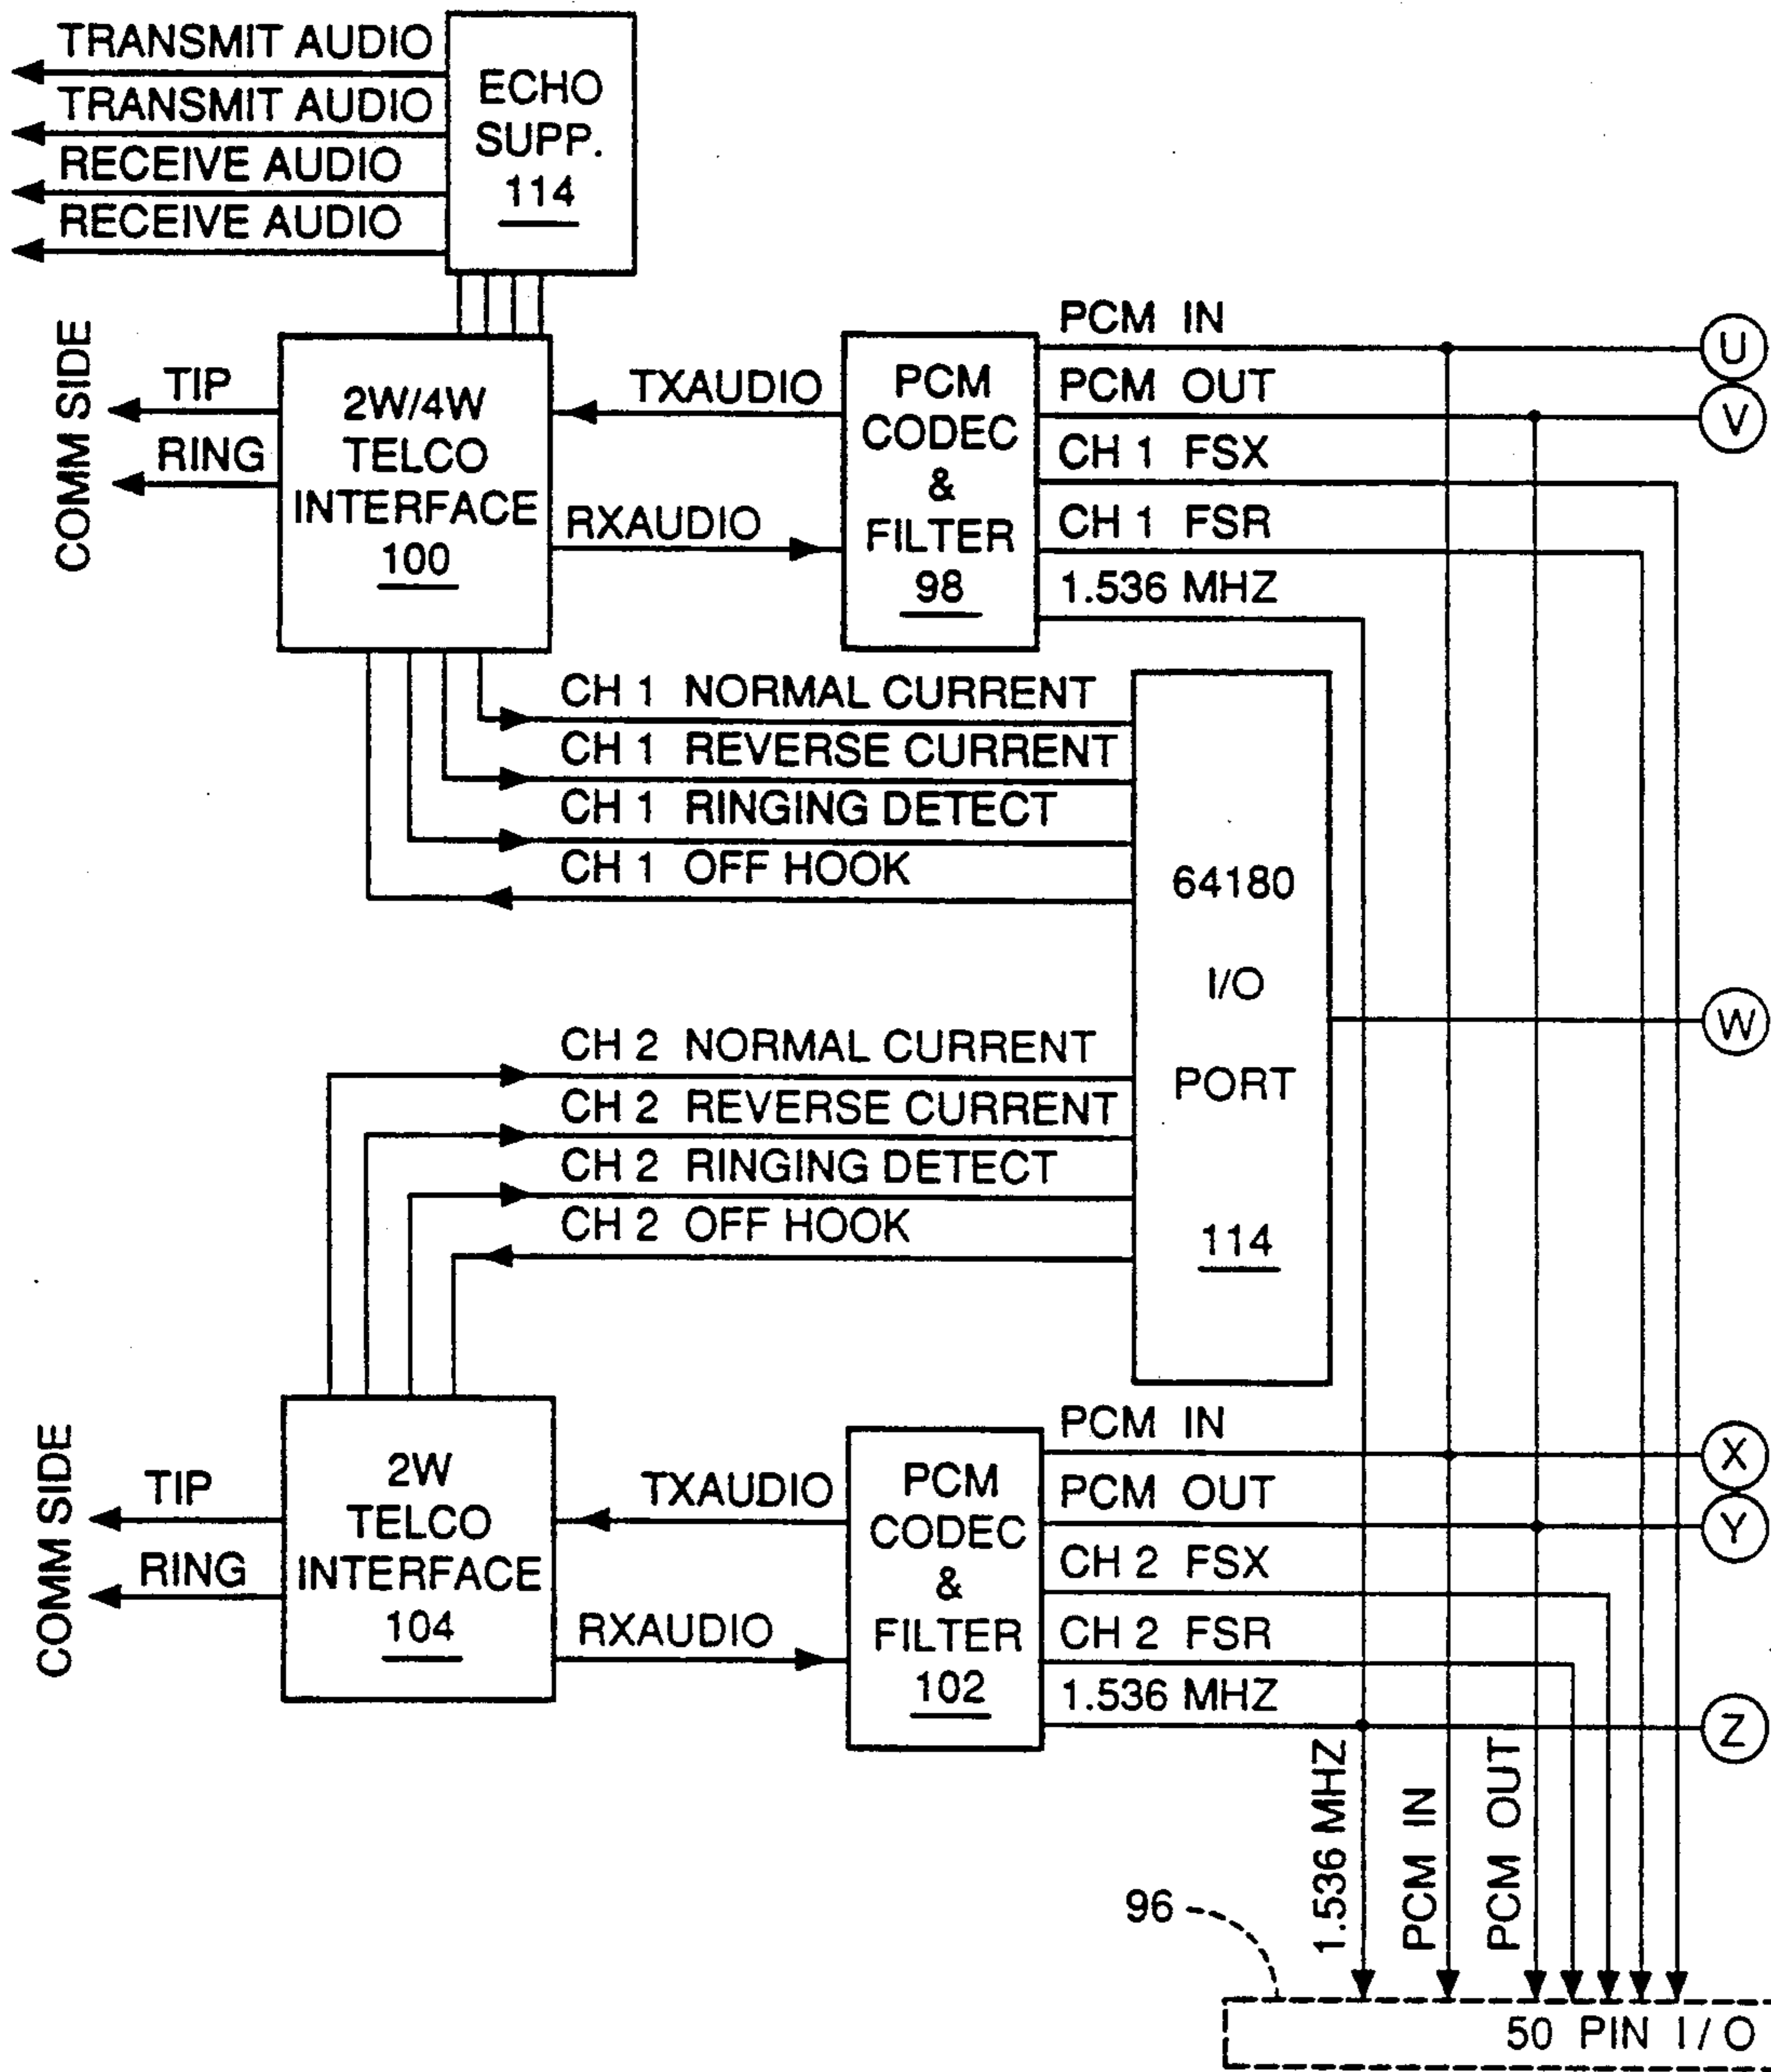 TRANSMIT AUDIO
TRANSMIT AUDIO
RECEIVE AUDIO
RECEIVE AUDIO
ECHO
SUPP.
114
COMM SIDE
TIP
RING
2W/4W
TELCO
INTERFACE
100
TXAUDIO
RXAUDIO
PCM
CODEC
&
FILTER
98
PCM IN
PCM OUT
CH 1 FSX
CH 1 FSR
1.536 MHZ
U
V
CH 1 NORMAL CURRENT
CH 1 REVERSE CURRENT
CH 1 RINGING DETECT
CH 1 OFF HOOK
64180
I/O
PORT
114
W
CH 2 NORMAL CURRENT
CH 2 REVERSE CURRENT
CH 2 RINGING DETECT
CH 2 OFF HOOK
COMM SIDE
TIP
RING
2W
TELCO
INTERFACE
104
TXAUDIO
RXAUDIO
PCM
CODEC
&
FILTER
102
PCM IN
PCM OUT
CH 2 FSX
CH 2 FSR
1.536 MHZ
X
Y
Z
1.536 MHZ
PCM IN
PCM OUT
96
50 PIN I/O